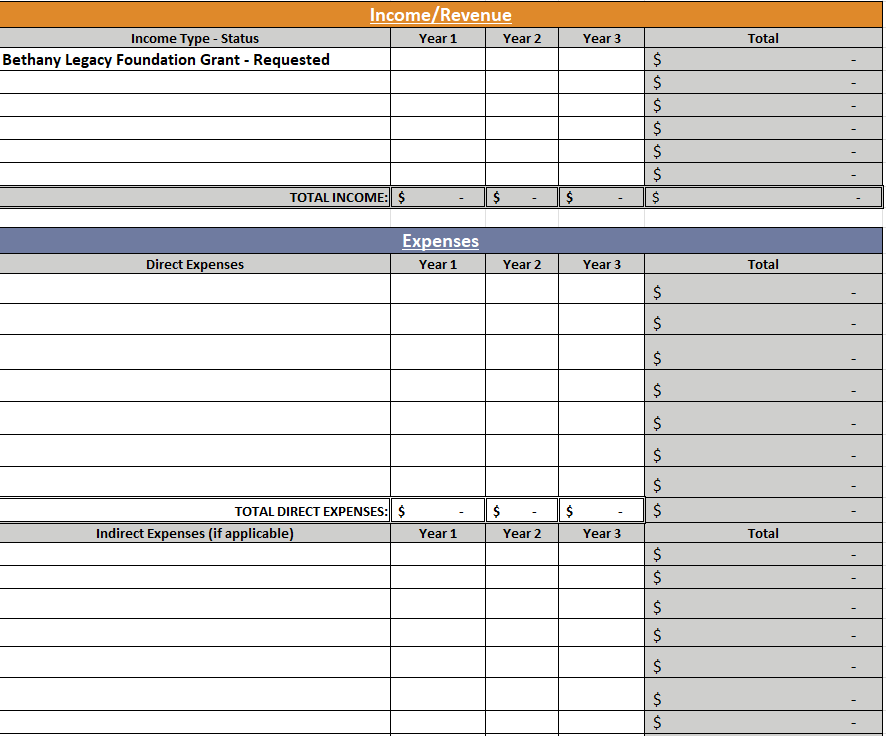 Income/Revenue
Income Type - Status Year 1 Year 2 Year 3 Total
Bethany Legacy Foundation Grant - Requested $ -
$ -
$ -
$ -
$ -
$ -
TOTAL INCOME: $ - $ - $ - $ -
Expenses
Direct Expenses Year 1 Year 2 Year 3 Total
$ -
$ -
$ -
$ -
$ -
$ -
$ -
TOTAL DIRECT EXPENSES: $ - $ - $ - $ -
Indirect Expenses (if applicable) Year 1 Year 2 Year 3 Total
$ -
$ -
$ -
$ -
$ -
$ -
$ -